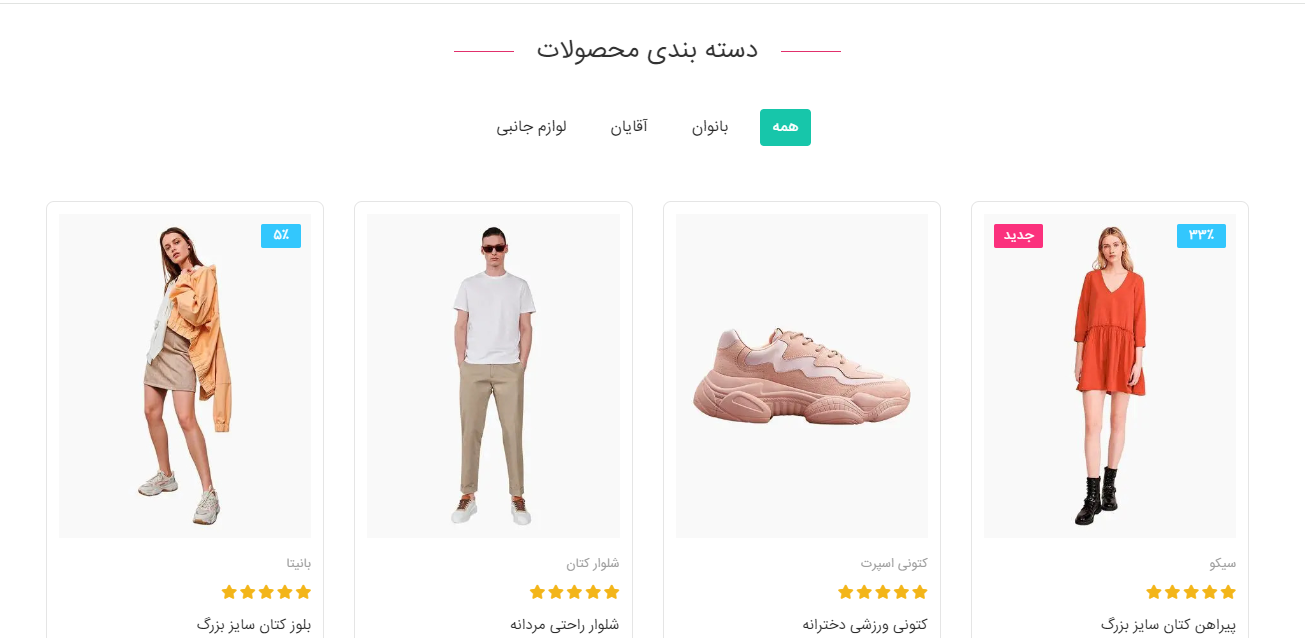 دسته بندی محصولات
همه بانوان آقایان لوازم جانبی
۳۳٪ جدید
۵٪
سیکو
پیراهن کتان سایز بزرگ
کتونی اسپرت
کتونی ورزشی دخترانه
شلوار کتان
شلوار راحتی مردانه
بانیتا
بلوز کتان سایز بزرگ